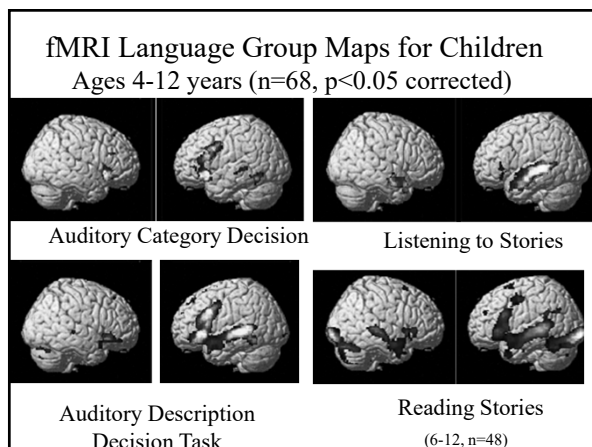 fMRI Language Group Maps for Children
Ages 4-12 years (n=68, p<0.05 corrected)
Auditory Category Decision
Listening to Stories
Auditory Description
Decision Task
Reading Stories
(6-12, n=48)